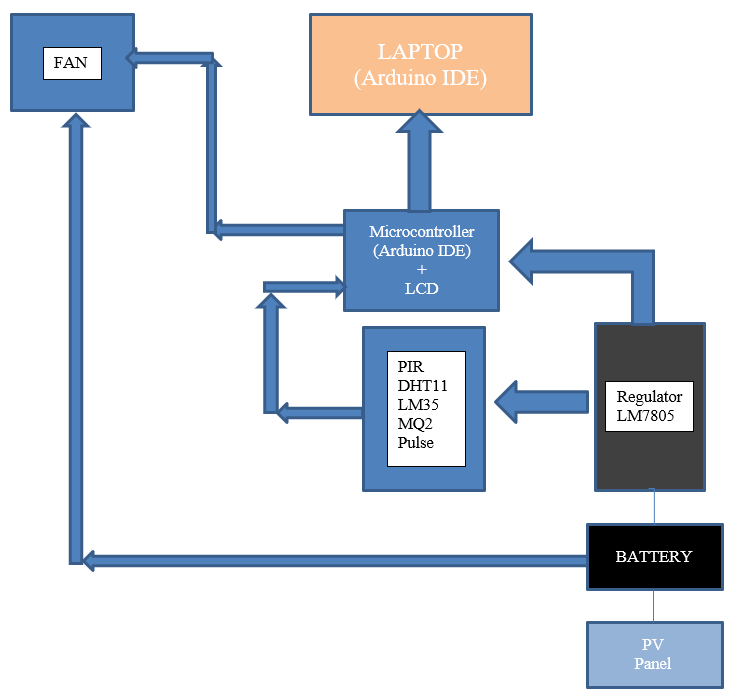 FAN
LAPTOP
(Arduino IDE)
Microcontroller
(Arduino IDE)
+
LCD
PIR
DHT11
LM35
MQ2
Pulse
Regulator
LM7805
BATTERY
PV
Panel